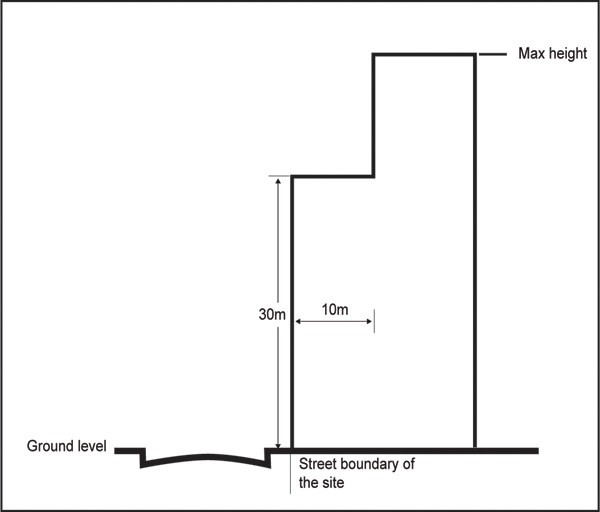 Max height
10m
30m
Ground level
Street boundary of
the site